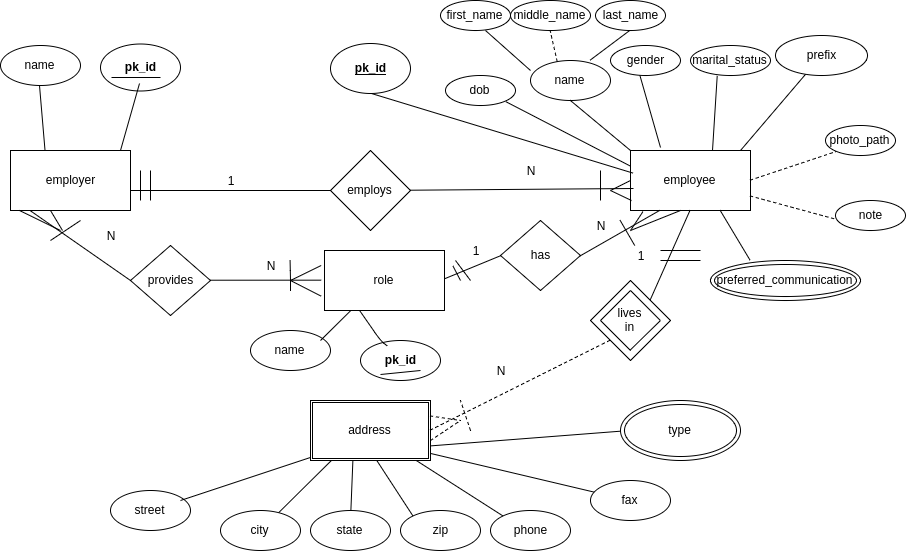 first_name
middle_name
last_name
name
pk_id
pk_id
dob
name
gender
marital_status
prefix
photo_path
employer
1
employs
N
employee
note
N
provides
N
role
1
has
N
1
preferred_communication
lives
in
name
pk_id
N
address
type
street
city
state
zip
phone
fax